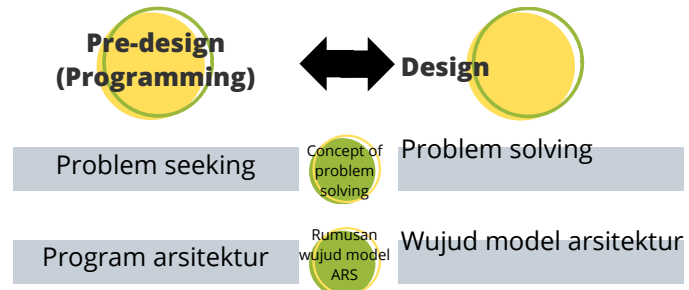 Pre-design
(Programming)
Design
Problem seeking
Concept of
problem
solving
Problem solving
Program arsitektur
Rumusan
wujud model
ARS
Wujud model arsitektur